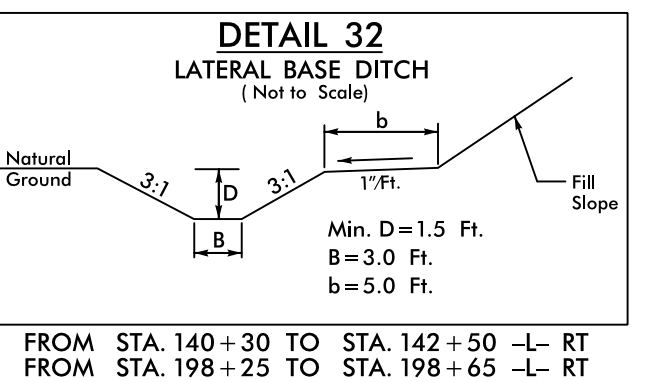 DETAIL 32
LATERAL BASE DITCH
( Not to Scale)
b
Natural
Ground
3:1
D
3:1
1"/Ft.
Fill
Slope
B
Min. D=1.5 Ft.
B=3.0 Ft.
b=5.0 Ft.
FROM STA. 140+30 TO STA. 142+50 -L- RT
FROM STA. 198+25 TO STA. 198+65 -L- RT